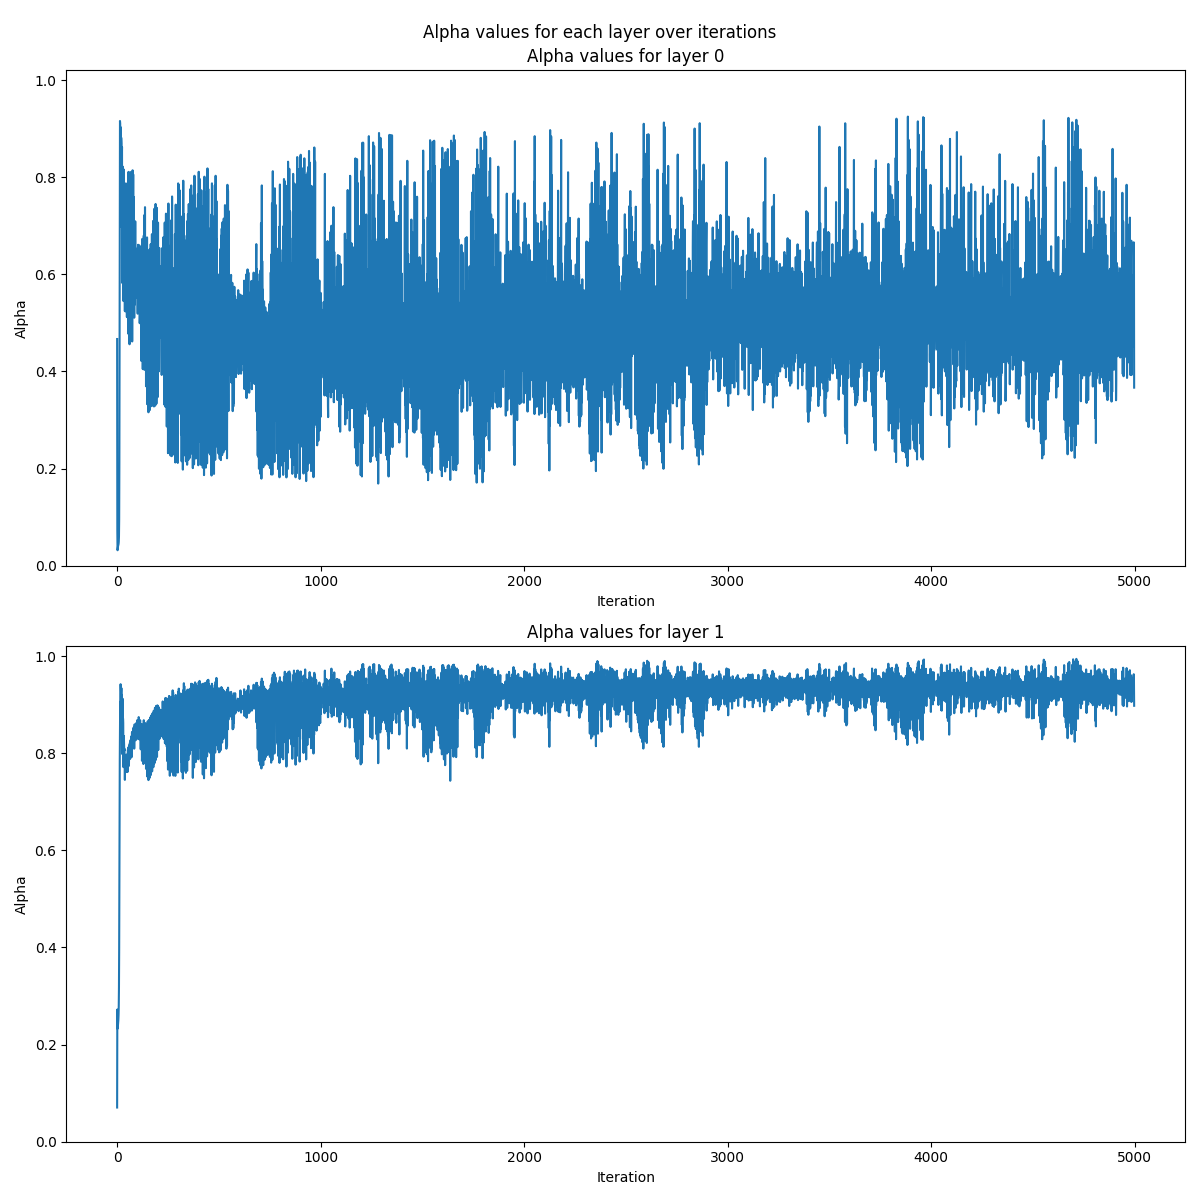 Alpha values for each layer over iterations
Alpha values for layer 0
1.0
0.8
0.6
0.4
0.2
0.0
Alpha
0 1000 2000 3000 4000 5000
Iteration
Alpha values for layer 1
1.0
0.8
0.6
0.4
0.2
0.0
Alpha
0 1000 2000 3000 4000 5000
Iteration